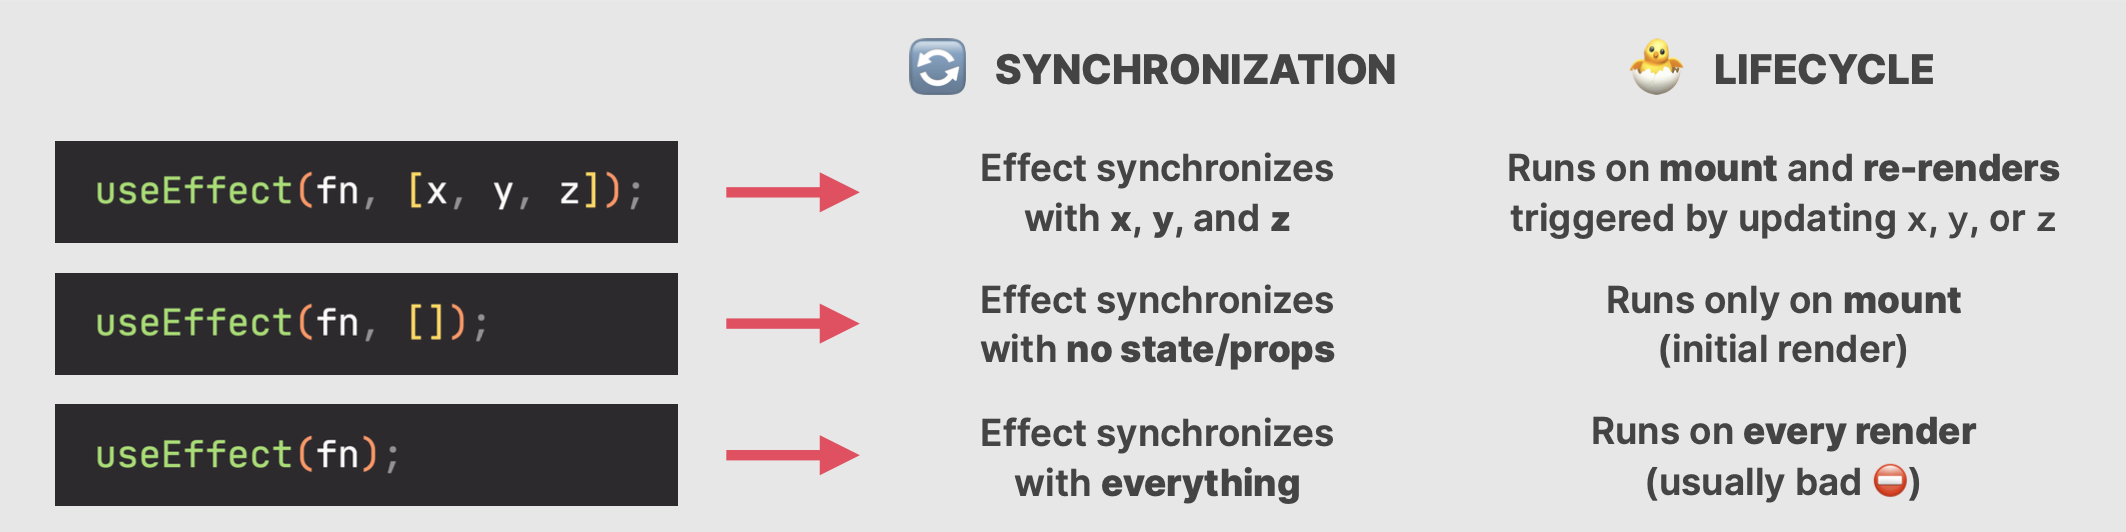 SYNCHRONIZATION
LIFECYCLE
useEffect(fn, [x, y, z]);
Effect synchronizes
with x, y, and z
Runs on mount and re-renders
triggered by updating x, y, or z
useEffect(fn, []);
Effect synchronizes
with no state/props
Runs only on mount
(initial render)
useEffect(fn);
Effect synchronizes
with everything
Runs on every render
(usually bad ⛔)